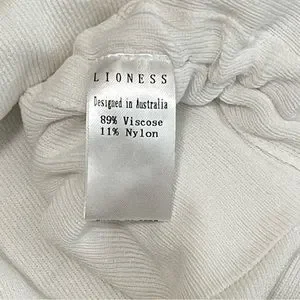 LIONESS
Designed in Australia
89% Viscose
11% Nylon